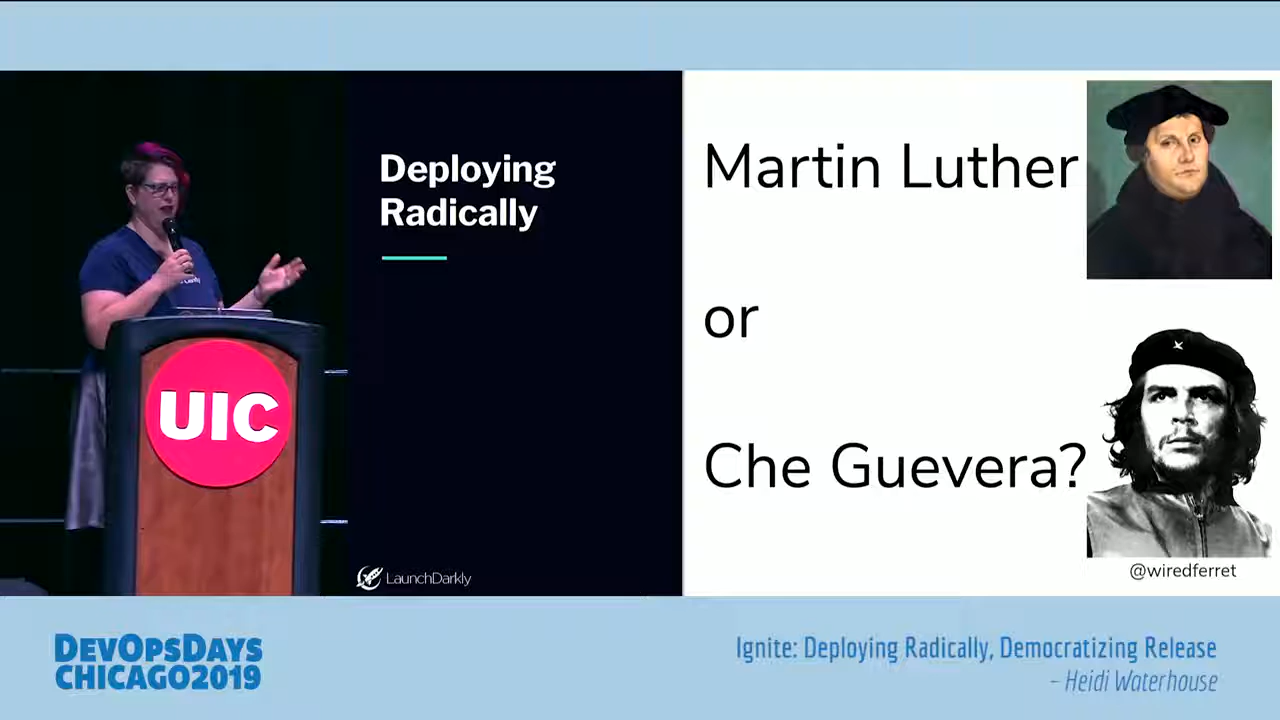 Deploying
Radically
LaunchDarkly
Martin Luther
or
Che Guevera?
@wiredferret
UIC
DEVOPSDAYS
CHICAGO2019
Ignite: Deploying Radically, Democratizing Release
- Heidi Waterhouse